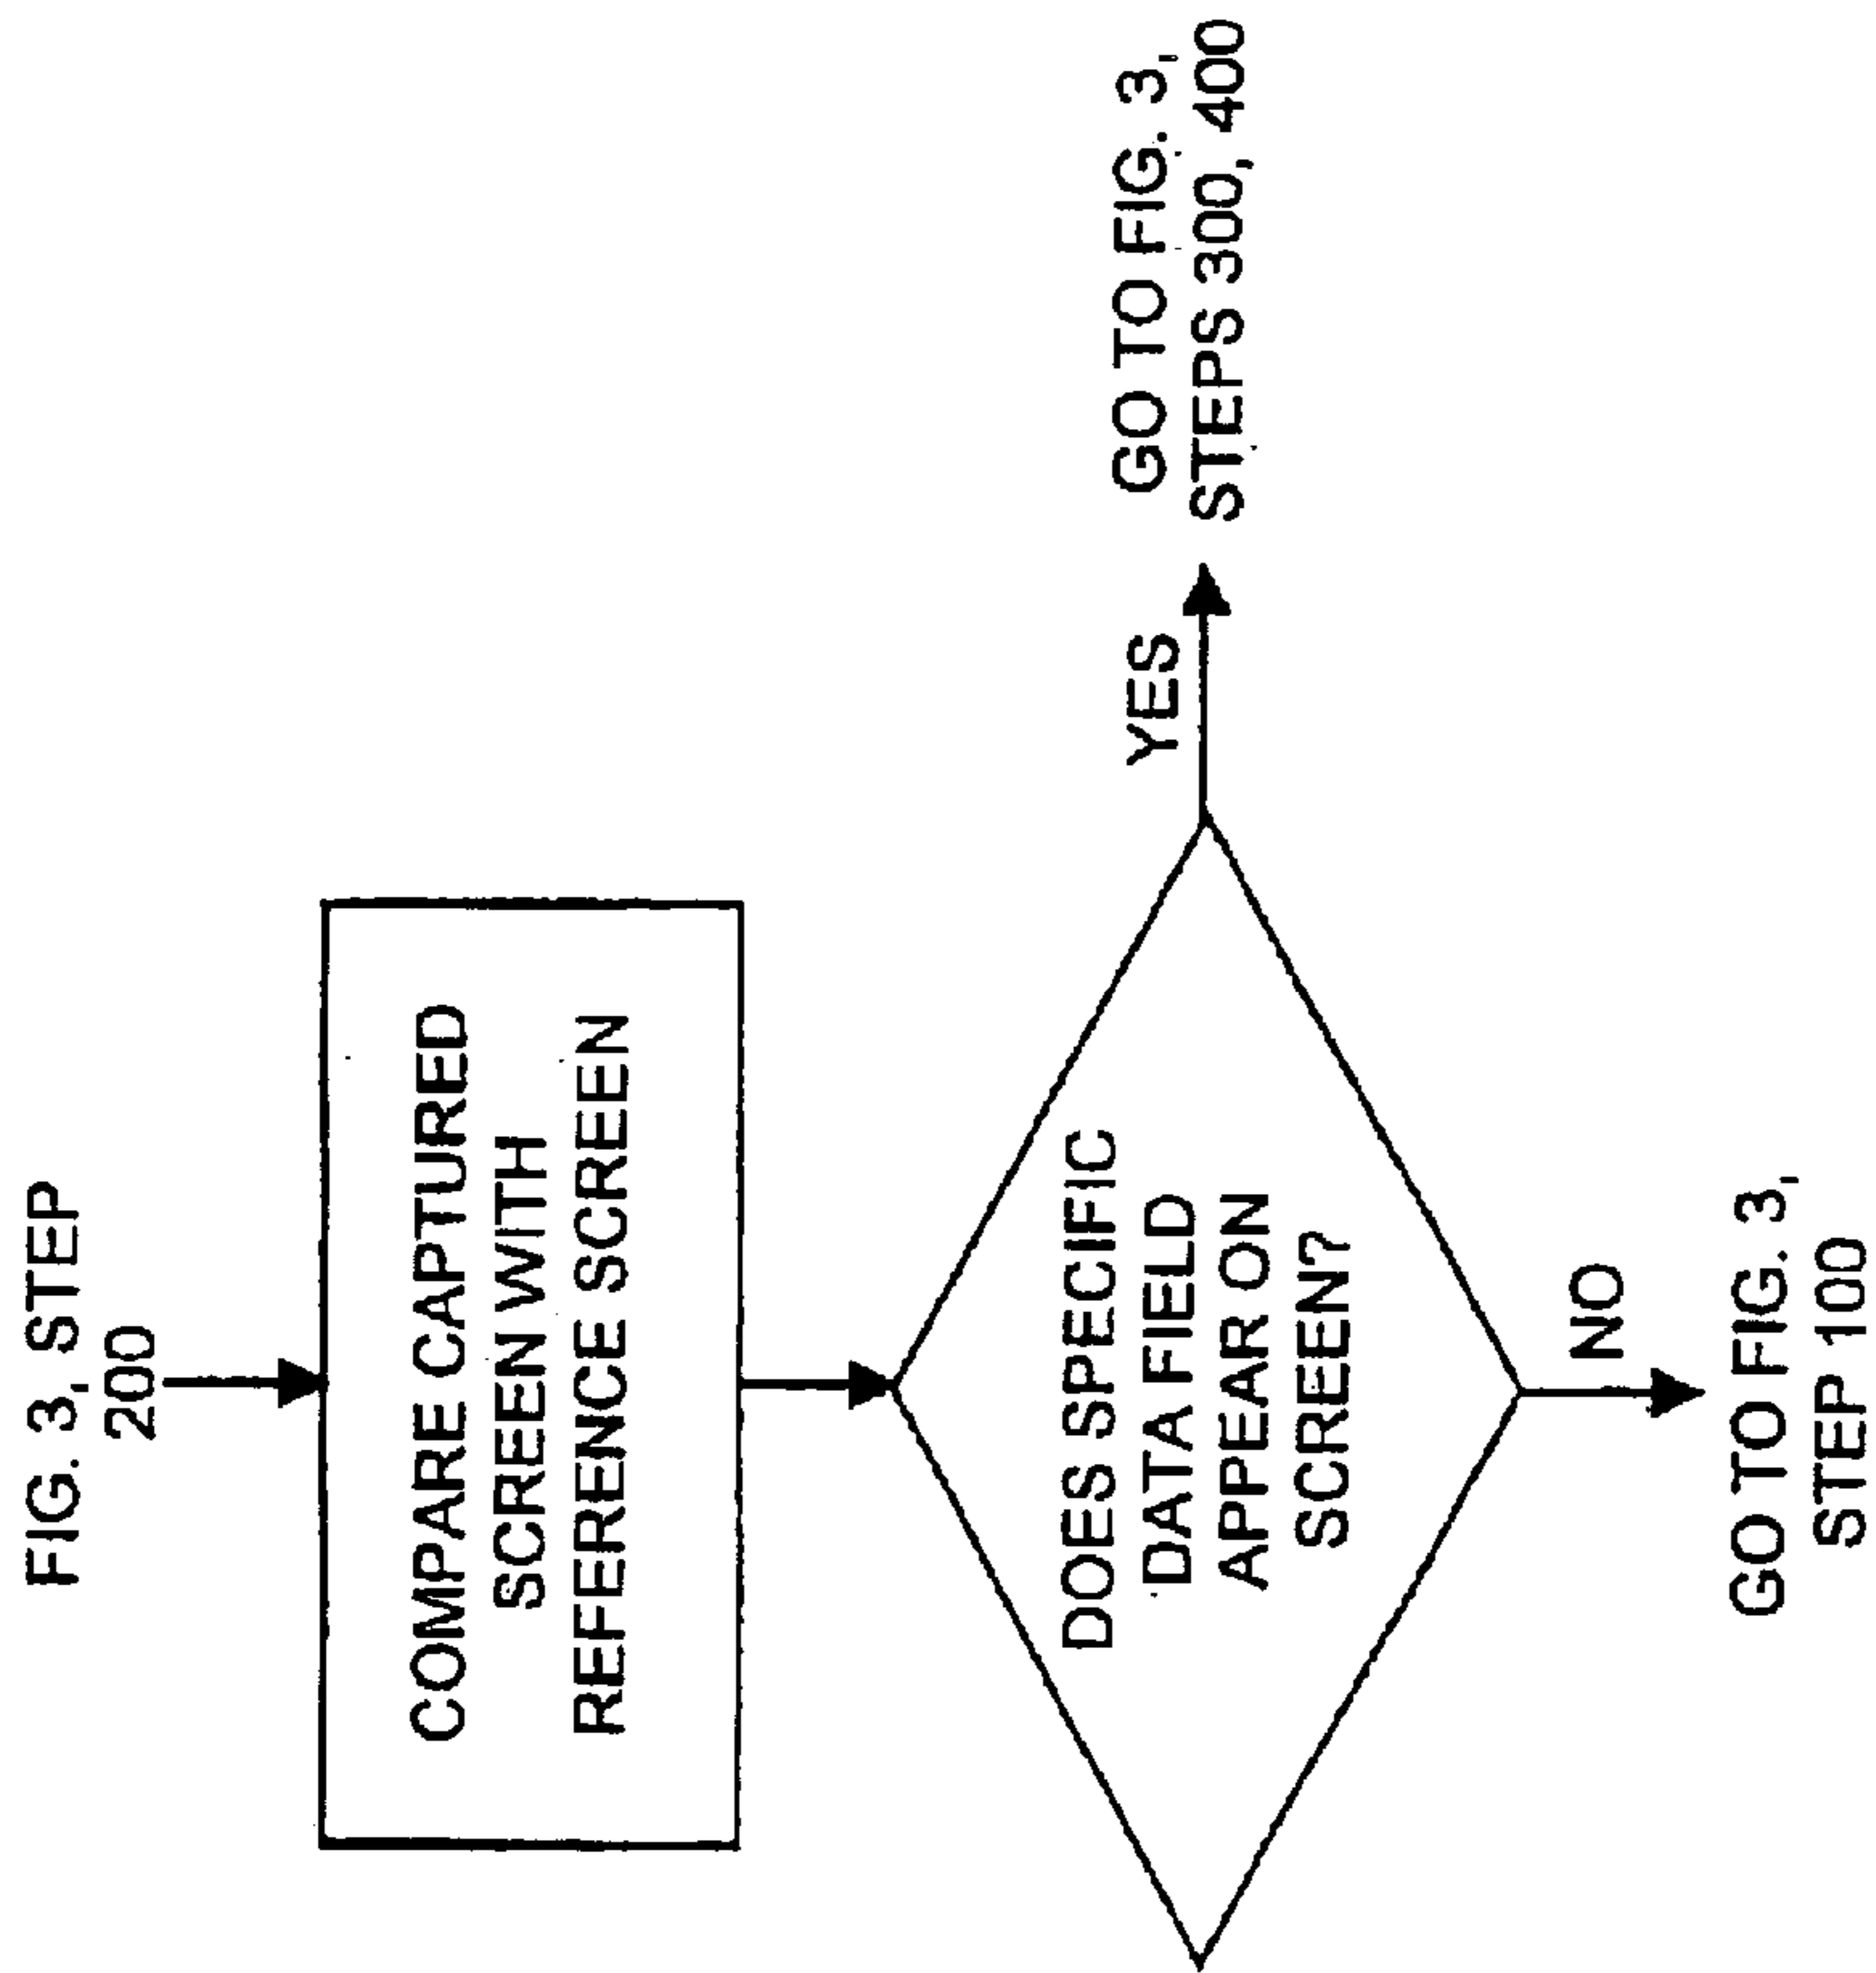 FIG. 3, STEP
200
COMPARE CAPTURED
SCREEN WITH
REFERENCE SCREEN
DOES SPECIFIC
DATA FIELD
APPEAR ON
SCREEN?
YES
GO TO FIG. 3,
STEPS 300, 400
NO
GO TO FIG. 3,
STEP 100